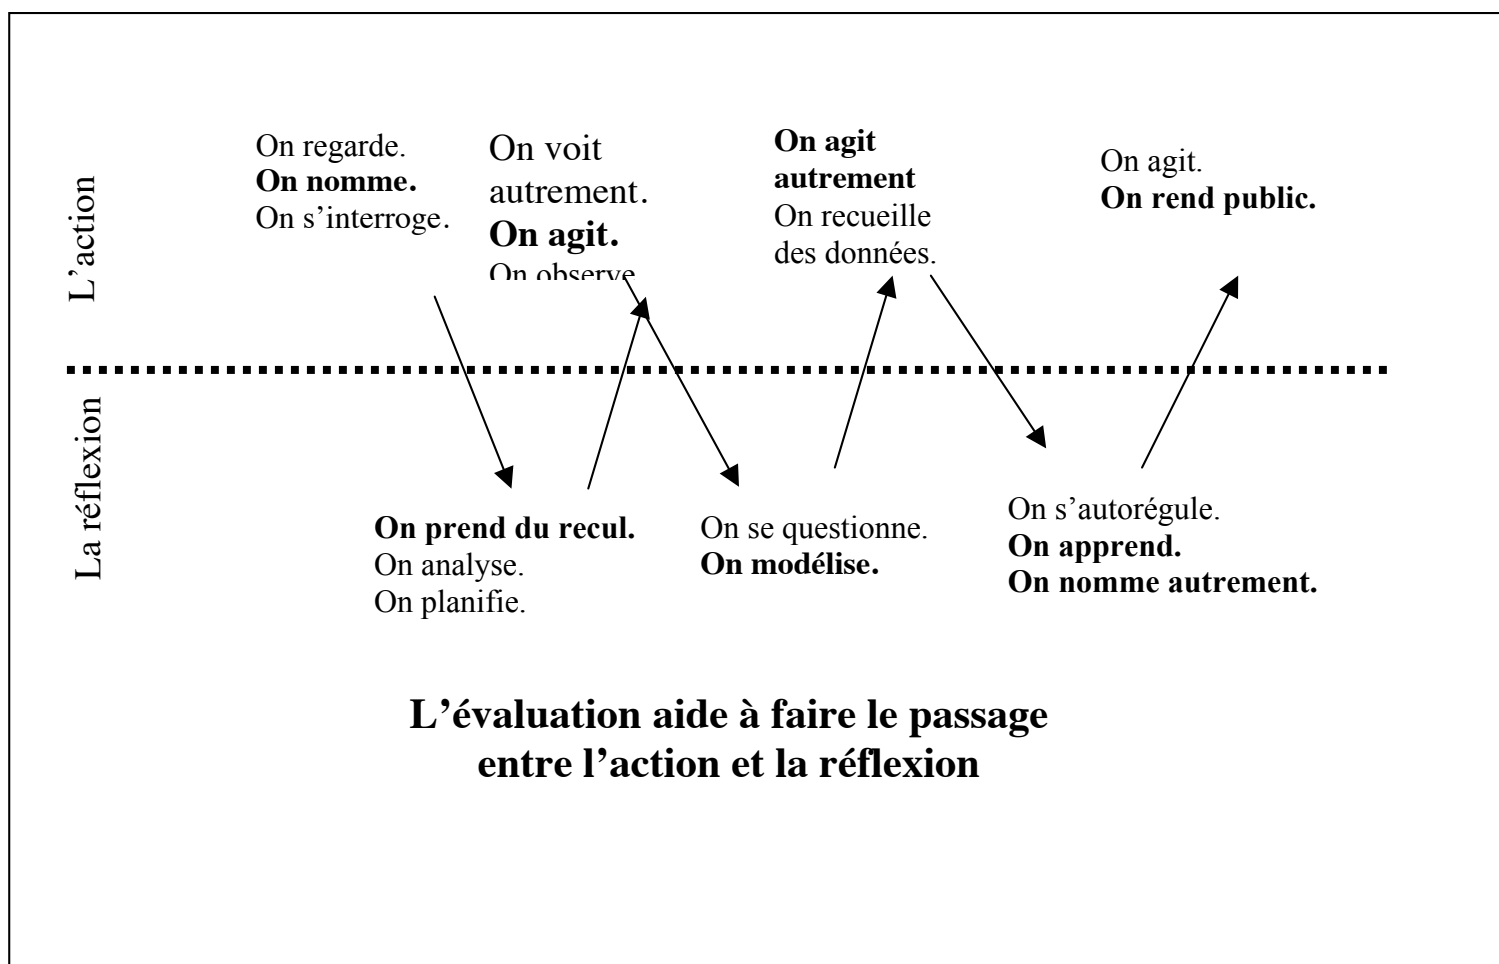 L'action
On regarde.
On nomme.
On s'interroge.
On voit
autrement.
On agit.
On observe
On agit
autrement
On recueille
des données.
On agit.
On rend public.
La réflexion
On prend du recul.
On analyse.
On planifie.
On se questionne.
On modélise.
On s'autorégule.
On apprend.
On nomme autrement.
L'évaluation aide à faire le passage
entre l'action et la réflexion